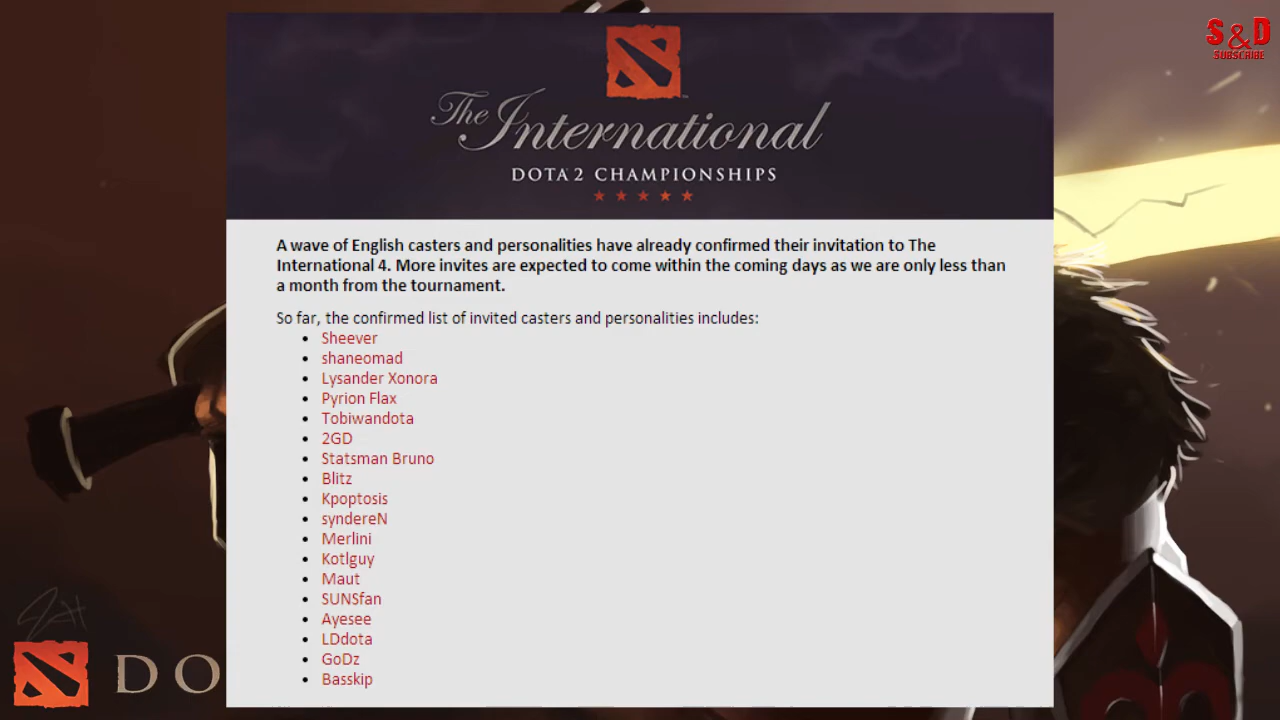 S&D
SUBSCRIBE
The International
DOTA 2 CHAMPIONSHIPS
A wave of English casters and personalities have already confirmed their invitation to The
International 4. More invites are expected to come within the coming days as we are only less than
a month from the tournament.
So far, the confirmed list of invited casters and personalities includes:
• Sheever
• shaneomad
• Lysander Xonora
• Pyrion Flax
• Tobiwandota
• 2GD
• Statsman Bruno
• Blitz
• Kpoptosis
• syndereN
• Merlini
• Kotlguy
• Maut
• SUNSfan
• Ayesee
• LDdota
• GoDz
• Basskip
DO